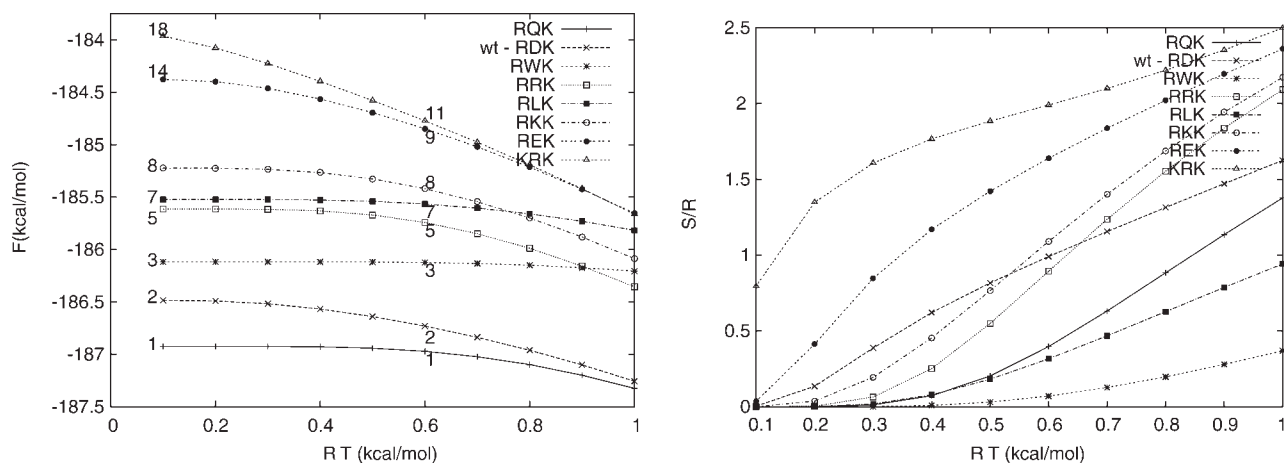 F(kcal/mol)
-184
-184.5
-185
-185.5
-186
-186.5
-187
-187.5
0
0.2
0.4
0.6
0.8
1
R T (kcal/mol)
RQK
wt - RDK
RWK
RRK
RLK
RKK
REK
KRK
18
14
8
7
5
3
2
1
11
9
8
7
5
3
2
1
S/R
2.5
2
1.5
1
0.5
0
0.1
0.2
0.3
0.4
0.5
0.6
0.7
0.8
0.9
1
R T (kcal/mol)
RQK
wt - RDK
RWK
RRK
RLK
RKK
REK
KRK